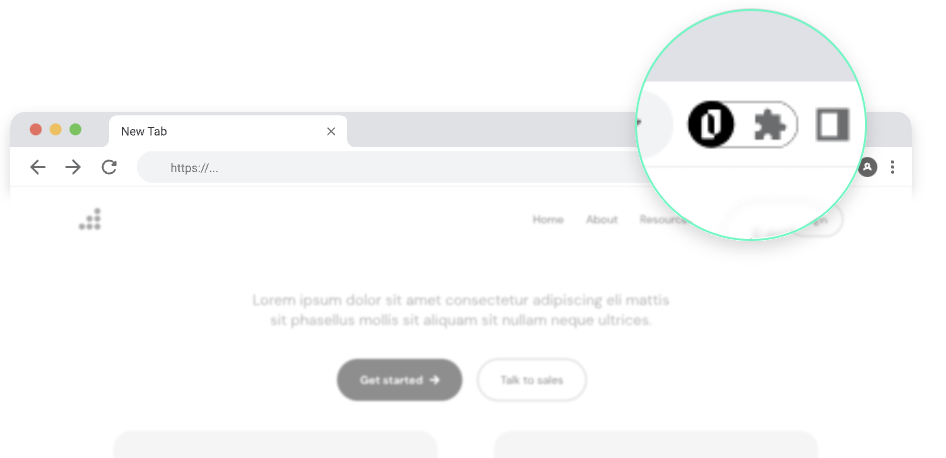 New Tab
https://...
Home About
Lorem ipsum dolor sit amet consectetur adipiscing eli mattis
sit phasellus mollis sit aliquam sit nullam neque ultrices.
Get started
Talk to sales